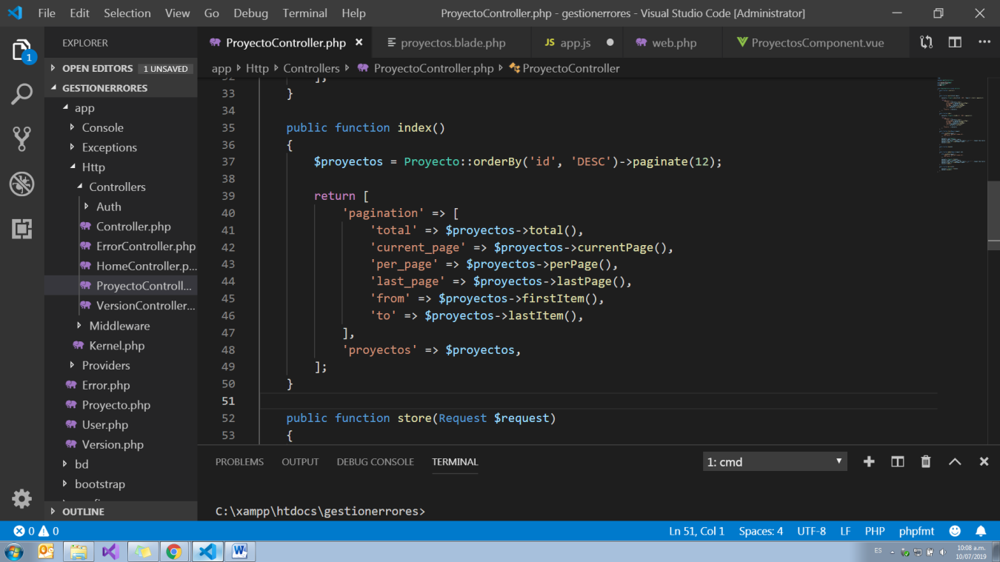 File Edit Selection View Go Debug Terminal Help ProyectoController.php - gestionerrores - Visual Studio Code [Administrator]
EXPLORER
OPEN EDITORS 1 UNSAVED
GESTIONERRORES
app
Console
Exceptions
Http
Controllers
Auth
Controller.php
ErrorController.php
HomeController.p...
ProyectoControll...
VersionController...
Middleware
Kernel.php
Providers
Error.php
Proyecto.php
User.php
Version.php
bd
bootstrap
OUTLINE
1
ProyectoController.php proyectos.blade.php JS app.js web.php ProyectosComponent.vue
app Http Controllers ProyectoController.php ProyectoController
32 ];
33 }
34
35 public function index()
36 {
37 $proyectos = Proyecto::orderBy('id', 'DESC')->paginate(12);
38
39 return [
40 'pagination' => [
41 'total' => $proyectos->total(),
42 'current_page' => $proyectos->currentPage(),
43 'per_page' => $proyectos->perPage(),
44 'last_page' => $proyectos->lastPage(),
45 'from' => $proyectos->firstItem(),
46 'to' => $proyectos->lastItem(),
47 ],
48 'proyectos' => $proyectos,
49 ];
50 }
51
52 public function store(Request $request)
53 {
PROBLEMS OUTPUT DEBUG CONSOLE TERMINAL 1: cmd
C:\xampp\htdocs\gestionerrores>
0 0 Ln 51, Col 1 Spaces: 4 UTF-8 LF PHP phpfmt
ES 10:08 a.m.
10/07/2019